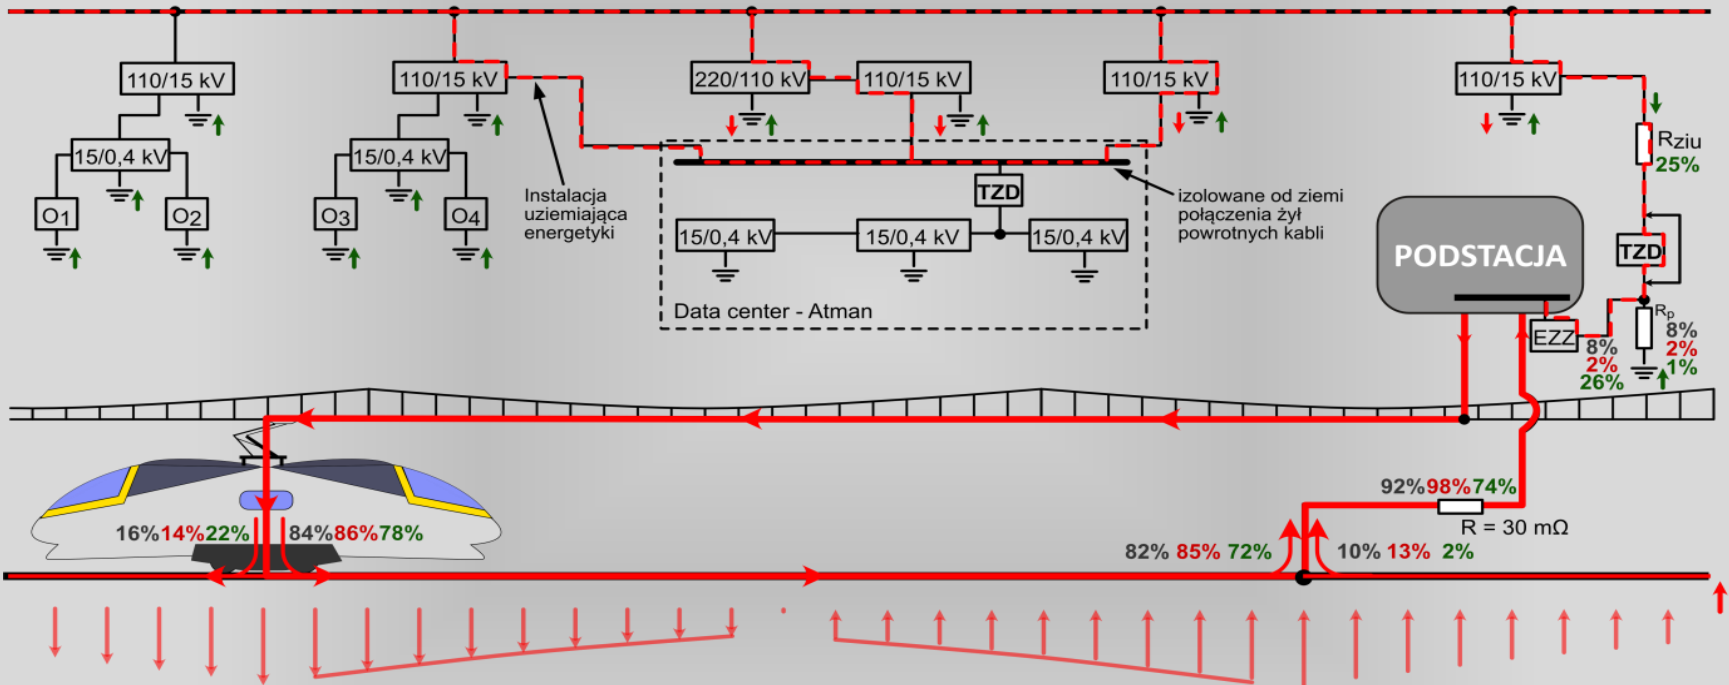 110/15 kV
110/15 kV
220/110 kV
110/15 kV
110/15 kV
110/15 kV
15/0,4 kV
15/0,4 kV
Rziu
25%
O1
O2
O3
O4
Instalacja
uziemiająca
energetyki
TZD
izolowane od ziemi
połączenia żył
powrotnych kabli
15/0,4 kV
15/0,4 kV
15/0,4 kV
Data center - Atman
PODSTACJA
TZD
EZZ
Rp
8%
2%
26%
8%
2%
1%
92% 98% 74%
R = 30 mΩ
16% 14% 22%
84% 86% 78%
82% 85% 72%
10% 13% 2%